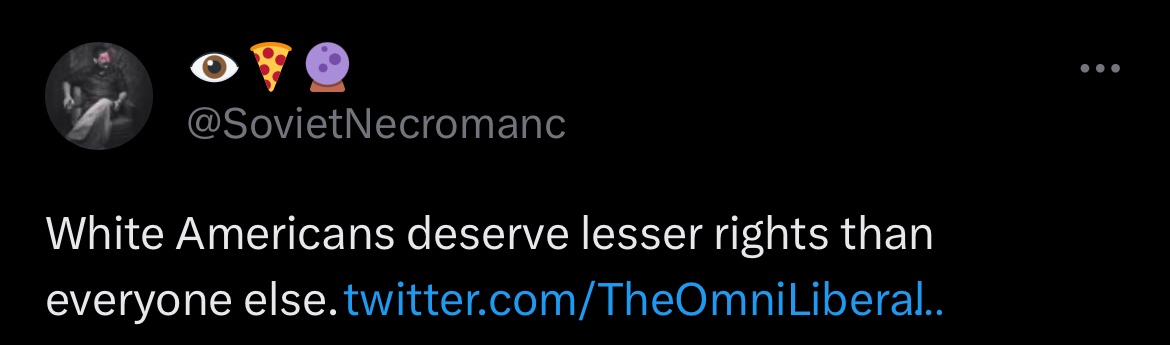 @SovietNecromanc
White Americans deserve lesser rights than
everyone else. twitter.com/TheOmniLiberal...